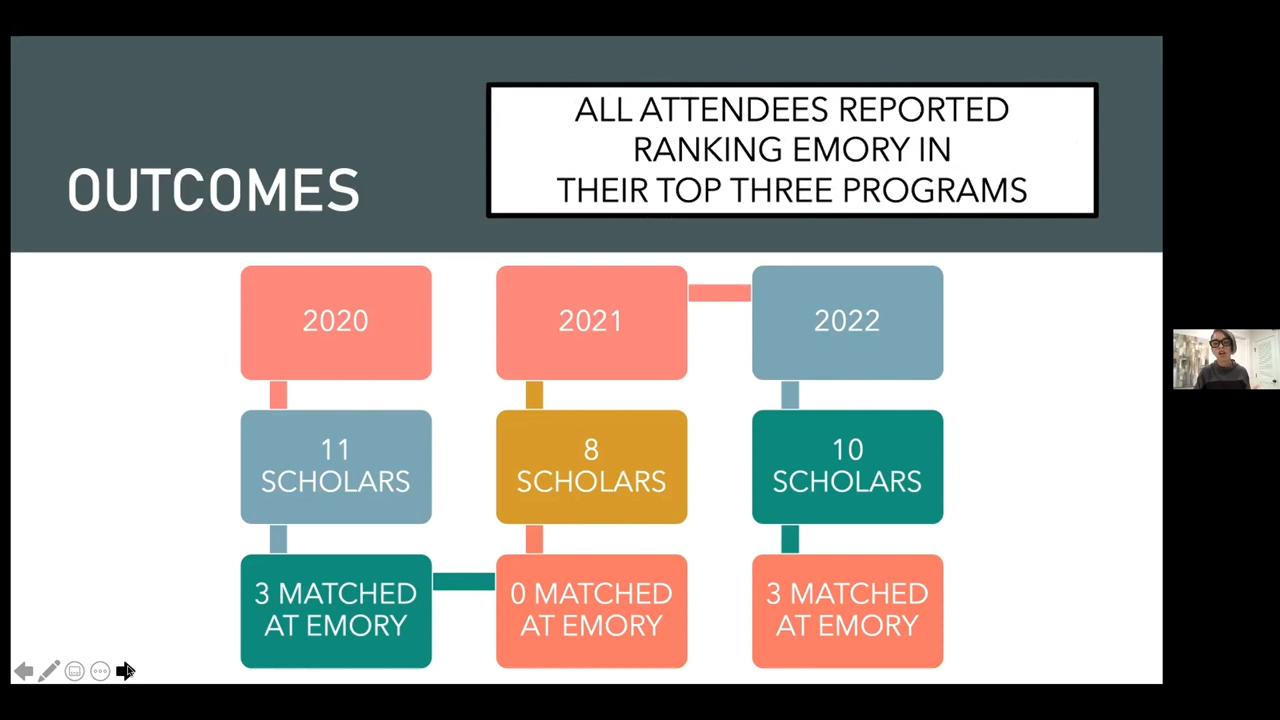 OUTCOMES
ALL ATTENDEES REPORTED
RANKING EMORY IN
THEIR TOP THREE PROGRAMS
2020
11
SCHOLARS
3 MATCHED
AT EMORY
2021
8
SCHOLARS
0 MATCHED
AT EMORY
2022
10
SCHOLARS
3 MATCHED
AT EMORY